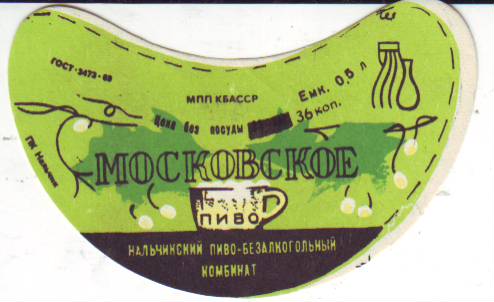 ГОСТ-3473-69
МПП КБАССР
Емк. 0,5 л
Цена без посуды
36 коп.
ПК Нальчик
МОСКОВСКОЕ
ПИВО
НАЛЬЧИНСКИЙ ПИВО-БЕЗАЛКОГОЛЬНЫЙ
КОМБИНАТ